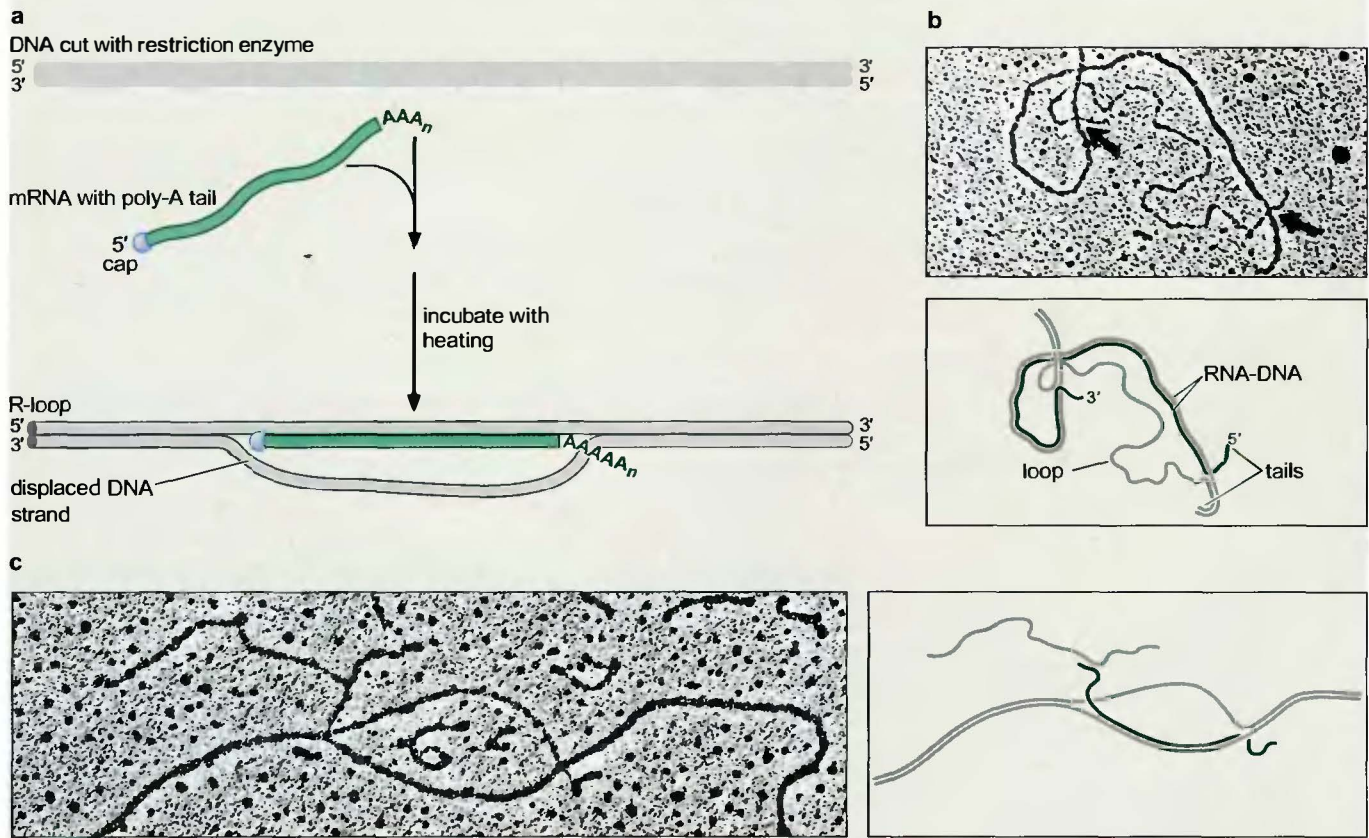 a
DNA cut with restriction enzyme
5′
3′
3′
5′
AAAn
mRNA with poly-A tail
5′
cap
incubate with
heating
R-loop
5′
3′
3′
5′
AAAAAn
displaced DNA
strand
b
RNA-DNA
3′
5′
loop
tails
c